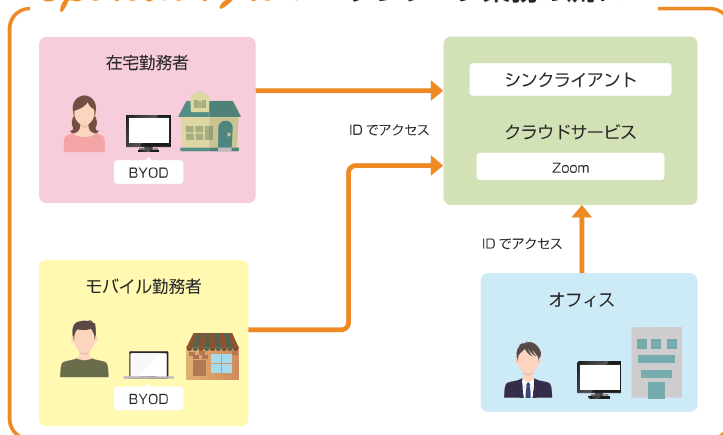 在宅勤務者
BYOD
IDでアクセス
シンクライアント
クラウドサービス
Zoom
モバイル勤務者
BYOD
IDでアクセス
オフィス